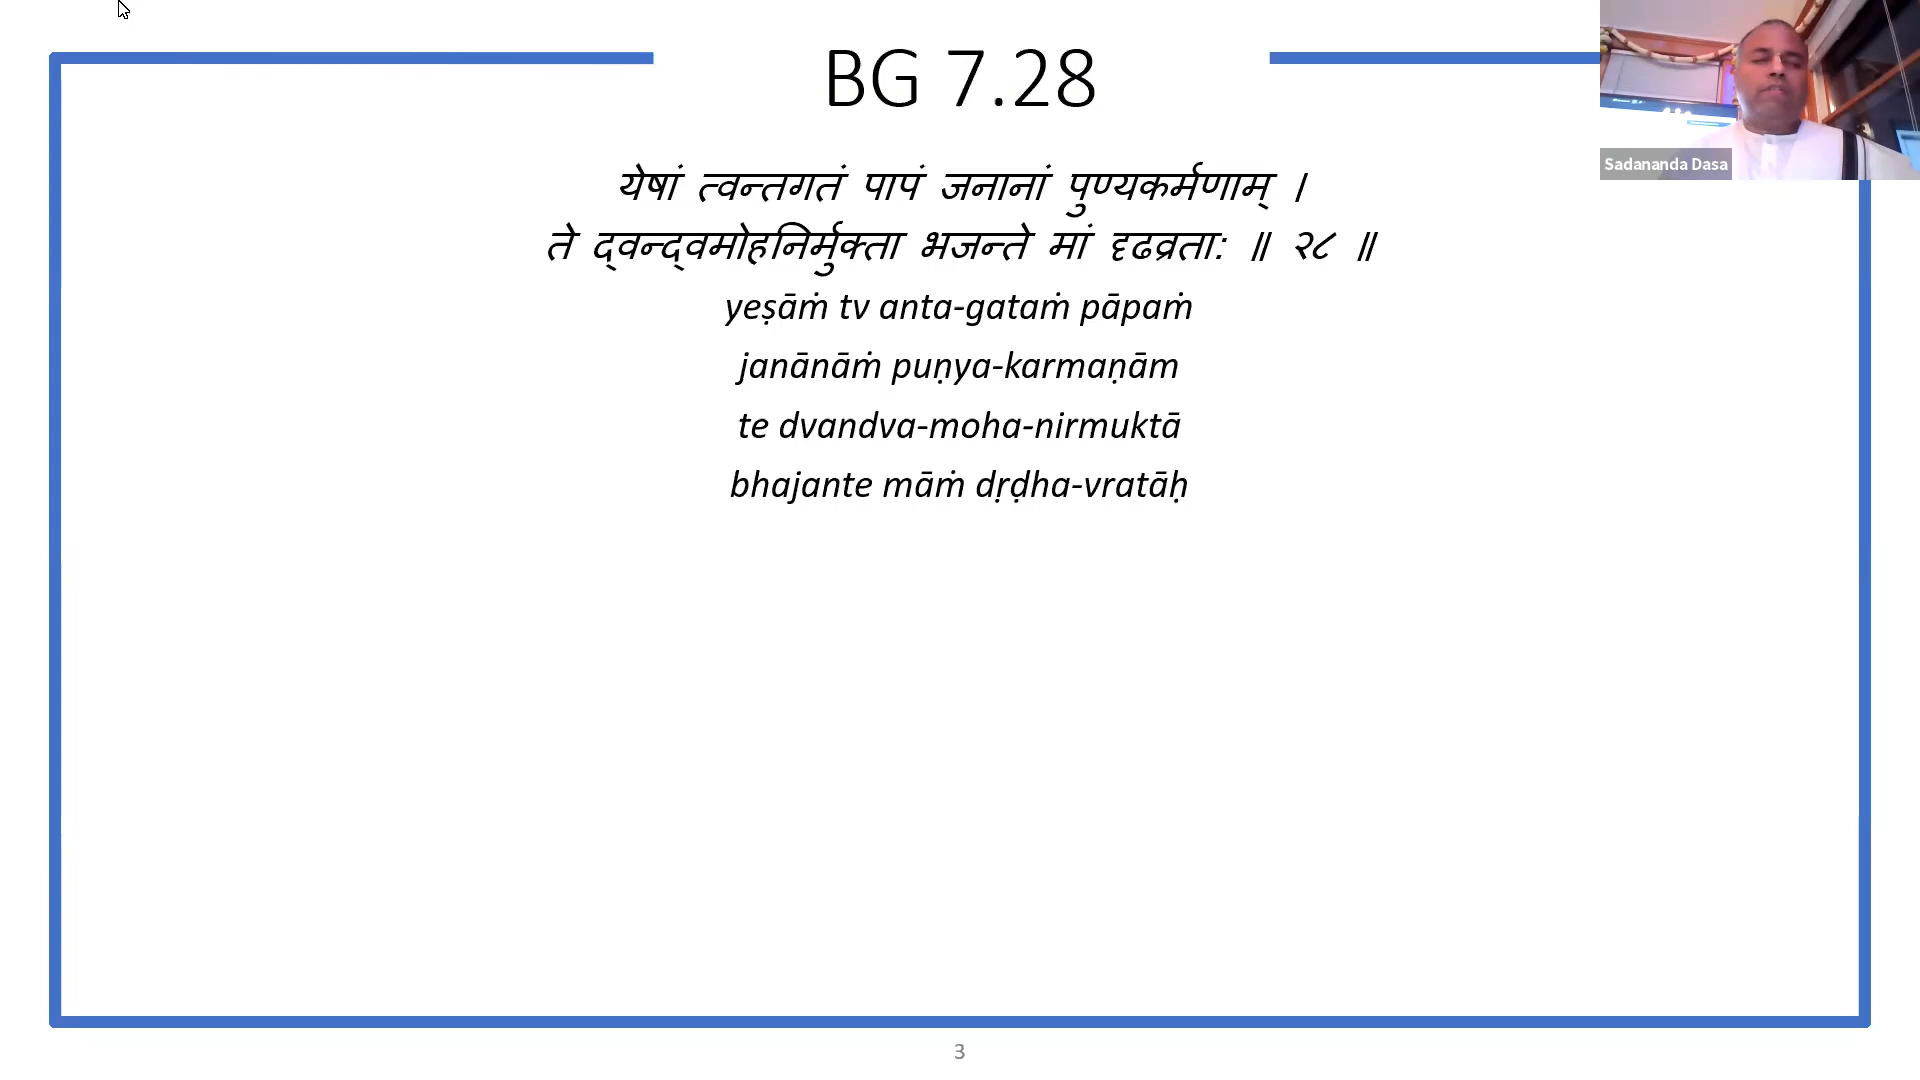 BG 7.28
येषां त्वन्तगतं पापं जनानां पुण्यकर्मणाम् ।
ते द्वन्द्वमोहनिर्मुक्ता भजन्ते मां दृढव्रताः ॥ २८ ॥
yeṣāṁ tv anta-gataṁ pāpaṁ
janānāṁ puṇya-karmaṇām
te dvandva-moha-nirmuktā
bhajante māṁ dṛḍha-vratāḥ
Sadananda Dasa
3